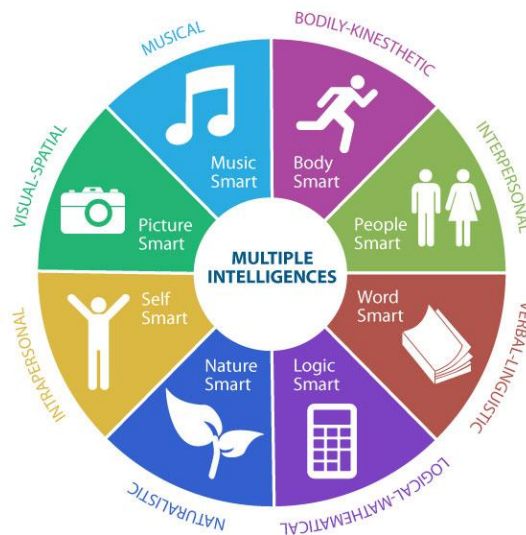 MUSICAL
BODILY-KINESTHETIC
VISUAL-SPATIAL
INTERPERSONAL
Music
Smart
Body
Smart
Picture
Smart
People
Smart
MULTIPLE
INTELLIGENCES
Self
Smart
Word
Smart
Nature
Smart
Logic
Smart
INTRAPERSONAL
VERBAL-LINGUISTIC
NATURALISTIC
LOGICAL-MATHEMATICAL